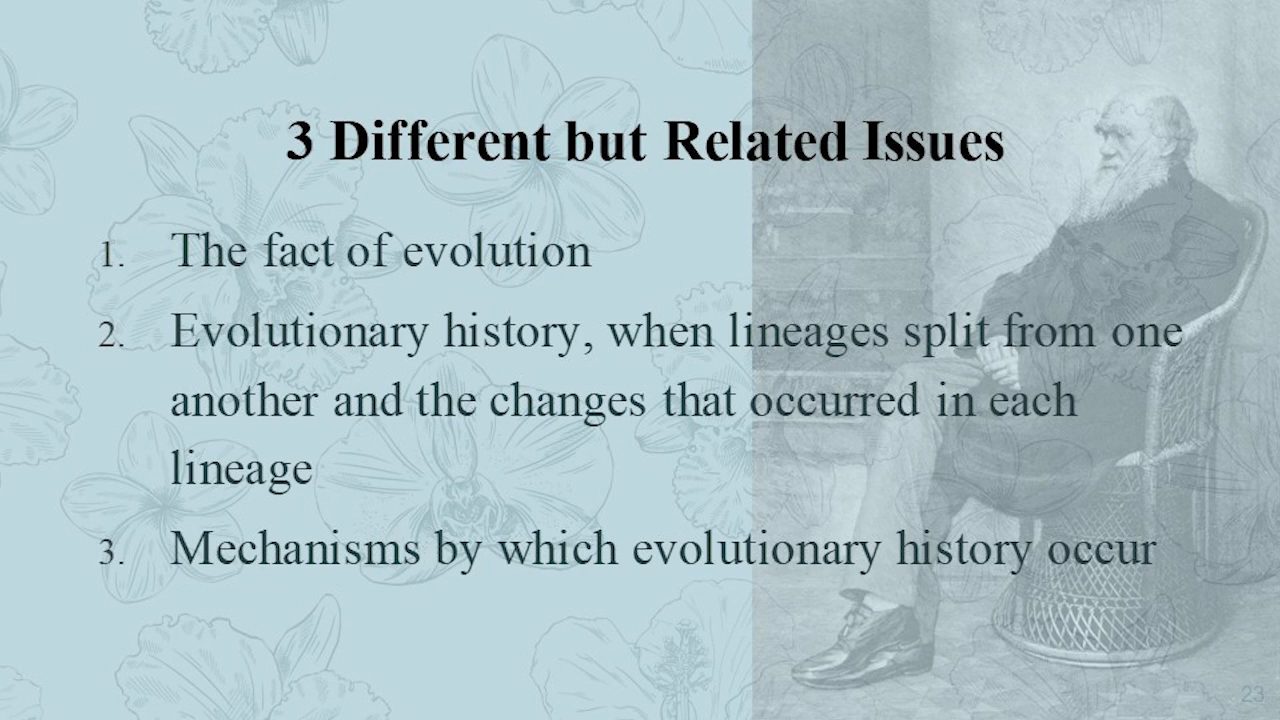 3 Different but Related Issues
1. The fact of evolution
2. Evolutionary history, when lineages split from one
another and the changes that occurred in each
lineage
3. Mechanisms by which evolutionary history occur
23